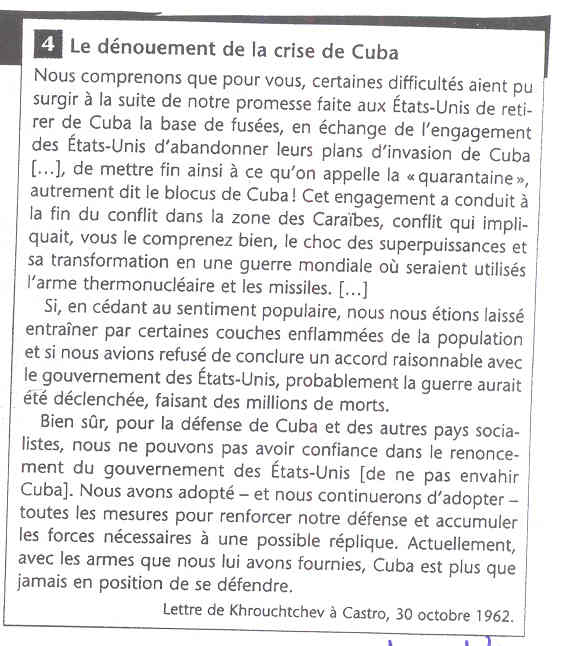 4 Le dénouement de la crise de Cuba
Nous comprenons que pour vous, certaines difficultés aient pu
surgir à la suite de notre promesse faite aux États-Unis de reti-
rer de Cuba la base de fusées, en échange de l'engagement
des États-Unis d'abandonner leurs plans d'invasion de Cuba
[...], de mettre fin ainsi à ce qu'on appelle la « quarantaine »,
autrement dit le blocus de Cuba ! Cet engagement a conduit à
la fin du conflit dans la zone des Caraïbes, conflit qui impli-
quait, vous le comprenez bien, le choc des superpuissances et
sa transformation en une guerre mondiale où seraient utilisés
l'arme thermonucléaire et les missiles. [...]
Si, en cédant au sentiment populaire, nous nous étions laissé
entraîner par certaines couches enflammées de la population
et si nous avions refusé de conclure un accord raisonnable avec
le gouvernement des États-Unis, probablement la guerre aurait
été déclenchée, faisant des millions de morts.
Bien sûr, pour la défense de Cuba et des autres pays socia-
listes, nous ne pouvons pas avoir confiance dans le renonce-
ment du gouvernement des États-Unis [de ne pas envahir
Cuba]. Nous avons adopté – et nous continuerons d'adopter –
toutes les mesures pour renforcer notre défense et accumuler
les forces nécessaires à une possible réplique. Actuellement,
avec les armes que nous lui avons fournies, Cuba est plus que
jamais en position de se défendre.
Lettre de Khrouchtchev à Castro, 30 octobre 1962.